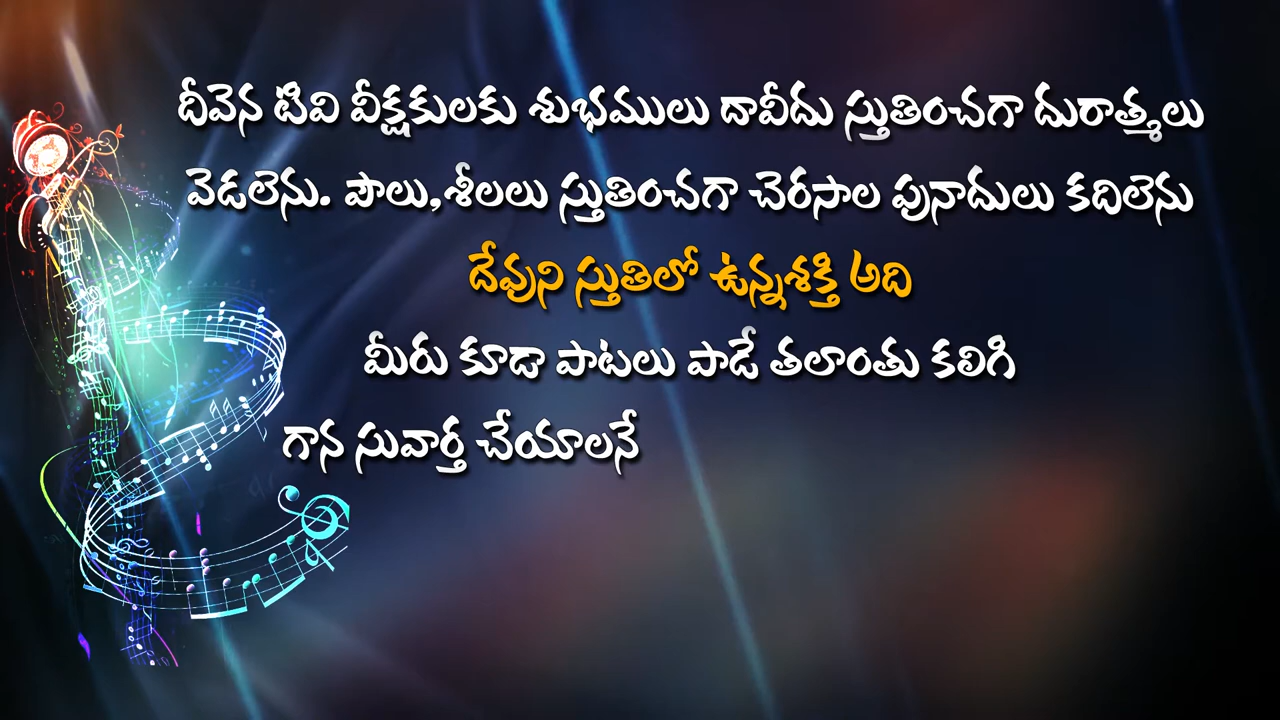 దీవెన టివి వీక్షకులకు శుభములు దావీదు స్తుతించగా దురాత్మలు
వెడలెను. పౌలు,శీలలు స్తుతించగా చెరసాల పునాదులు కదిలెను
దేవుని స్తుతిలో ఉన్నశక్తి అది
మీరు కూడా పాటలు పాడే తలాంతు కలిగి
గాన సువార్త చేయాలనే